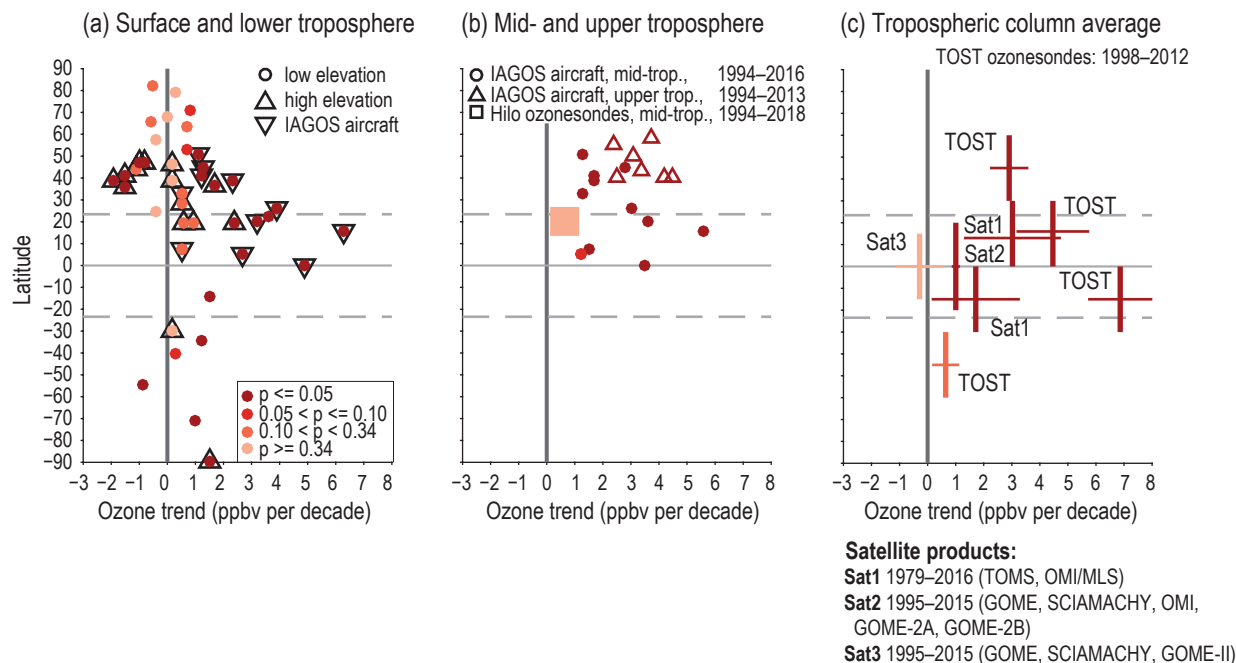 (a) Surface and lower troposphere
90
80
70
60
50
40
30
20
10
0
−10
−20
−30
−40
−50
−60
−70
−80
−90
Latitude
low elevation
high elevation
IAGOS aircraft
p <= 0.05
0.05 < p <= 0.10
0.10 < p < 0.34
p >= 0.34
−3 −2 −1 0 1 2 3 4 5 6 7 8
Ozone trend (ppbv per decade)
(b) Mid- and upper troposphere
IAGOS aircraft, mid-trop., 1994–2016
IAGOS aircraft, upper trop., 1994–2013
Hilo ozonesondes, mid-trop., 1994–2018
−3 −2 −1 0 1 2 3 4 5 6 7 8
Ozone trend (ppbv per decade)
(c) Tropospheric column average
TOST ozonesondes: 1998–2012
TOST
TOST
Sat1
Sat3
Sat2
TOST
Sat1
TOST
−3 −2 −1 0 1 2 3 4 5 6 7 8
Ozone trend (ppbv per decade)
Satellite products:
Sat1 1979–2016 (TOMS, OMI/MLS)
Sat2 1995–2015 (GOME, SCIAMACHY, OMI,
GOME-2A, GOME-2B)
Sat3 1995–2015 (GOME, SCIAMACHY, GOME-II)